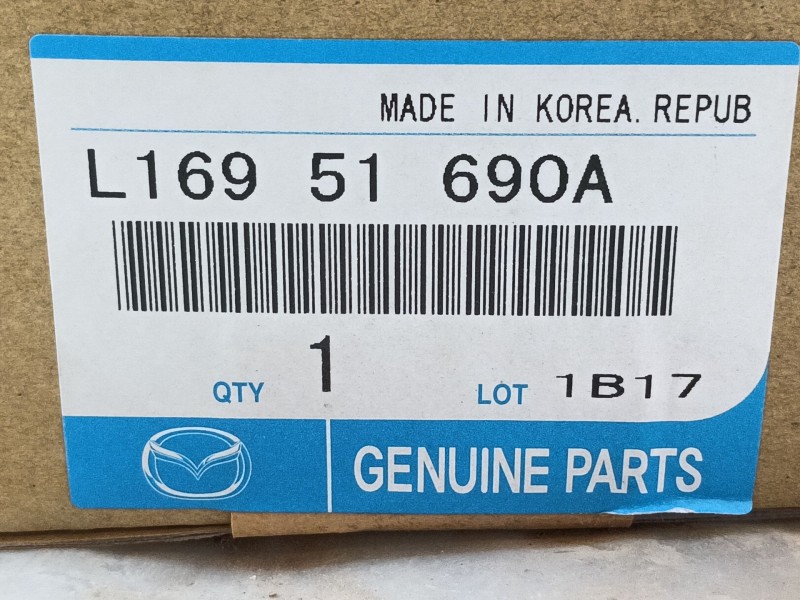 MADE IN KOREA. REPUB
L169 51 690A
QTY 1 LOT 1B17
GENUINE PARTS